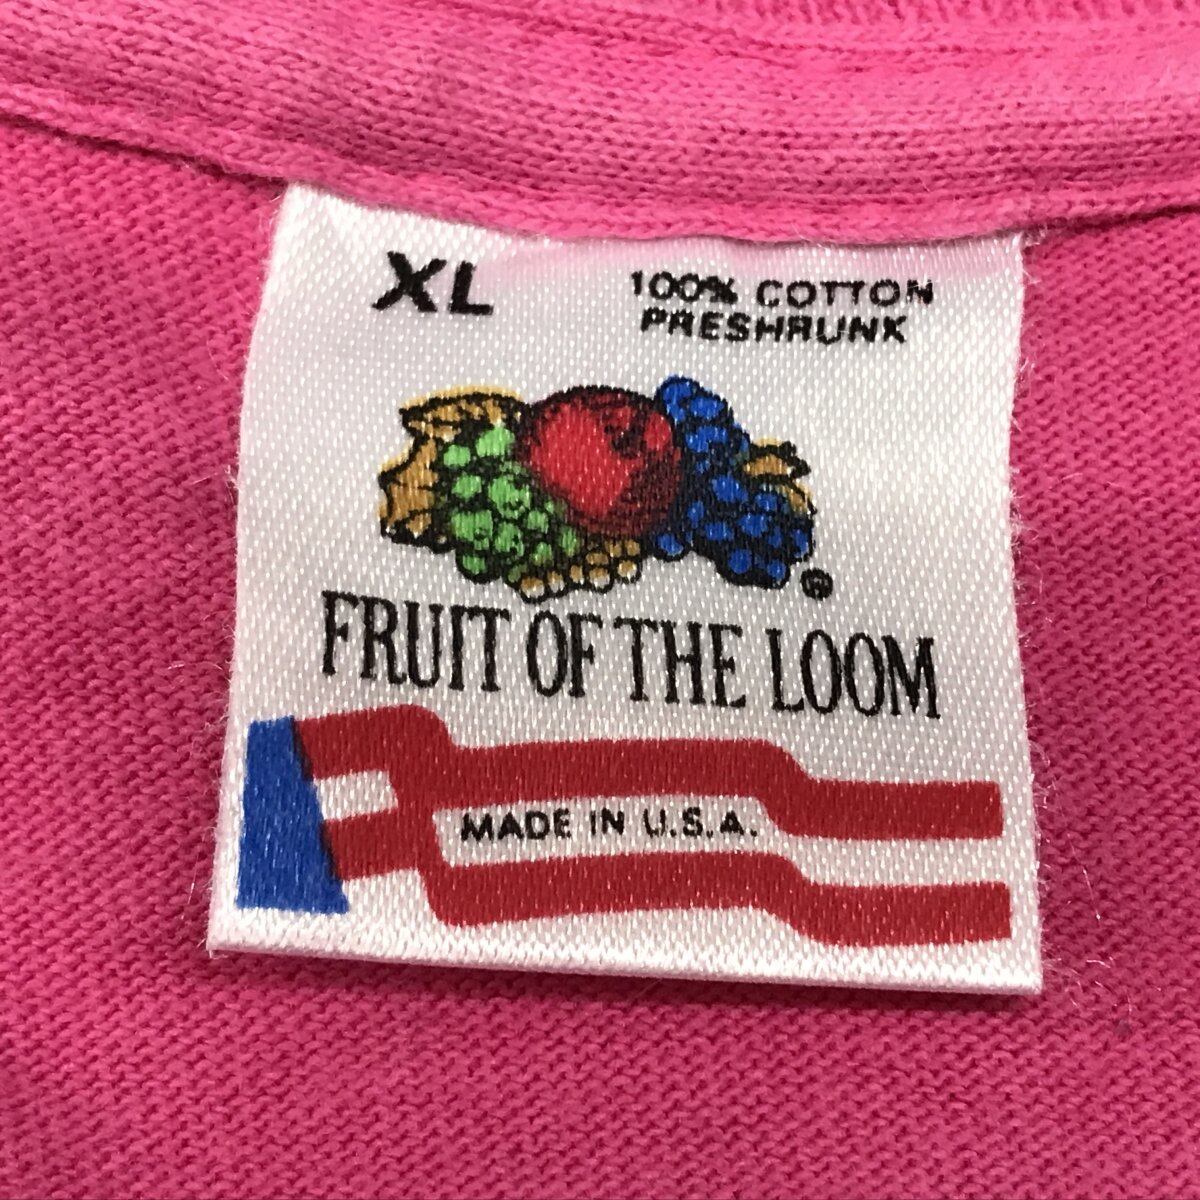 XL
100% COTTON
PRESHRUNK
®
FRUIT OF THE LOOM
MADE IN U.S.A.